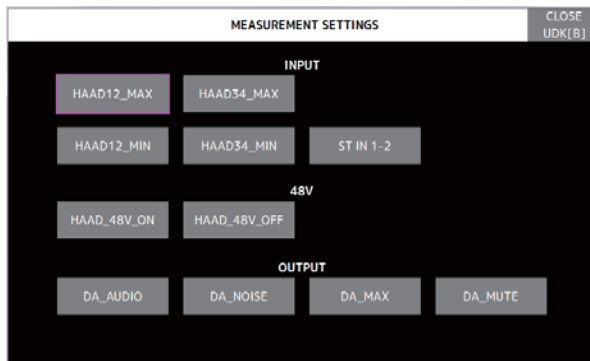 MEASUREMENT SETTINGS
CLOSE
UDK[B]
INPUT
HAAD12_MAX HAAD34_MAX
HAAD12_MIN HAAD34_MIN ST IN 1-2
48V
HAAD_48V_ON HAAD_48V_OFF
OUTPUT
DA_AUDIO DA_NOISE DA_MAX DA_MUTE